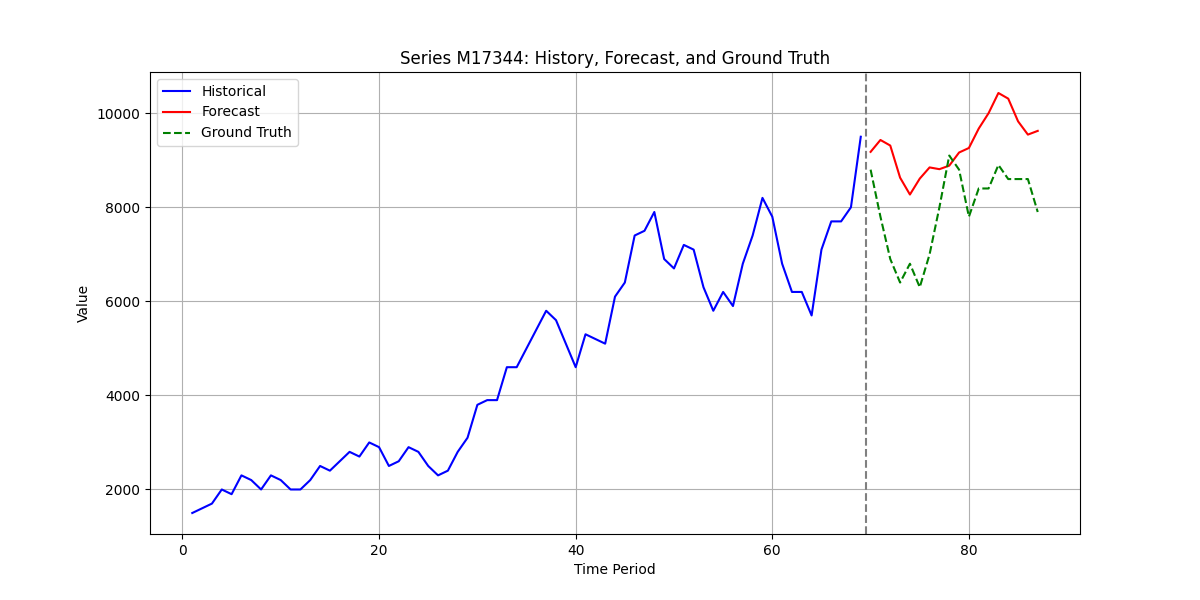 Series M17344: History, Forecast, and Ground Truth
Historical
Forecast
Ground Truth
10000
8000
6000
4000
2000
Value
0 20 40 60 80
Time Period